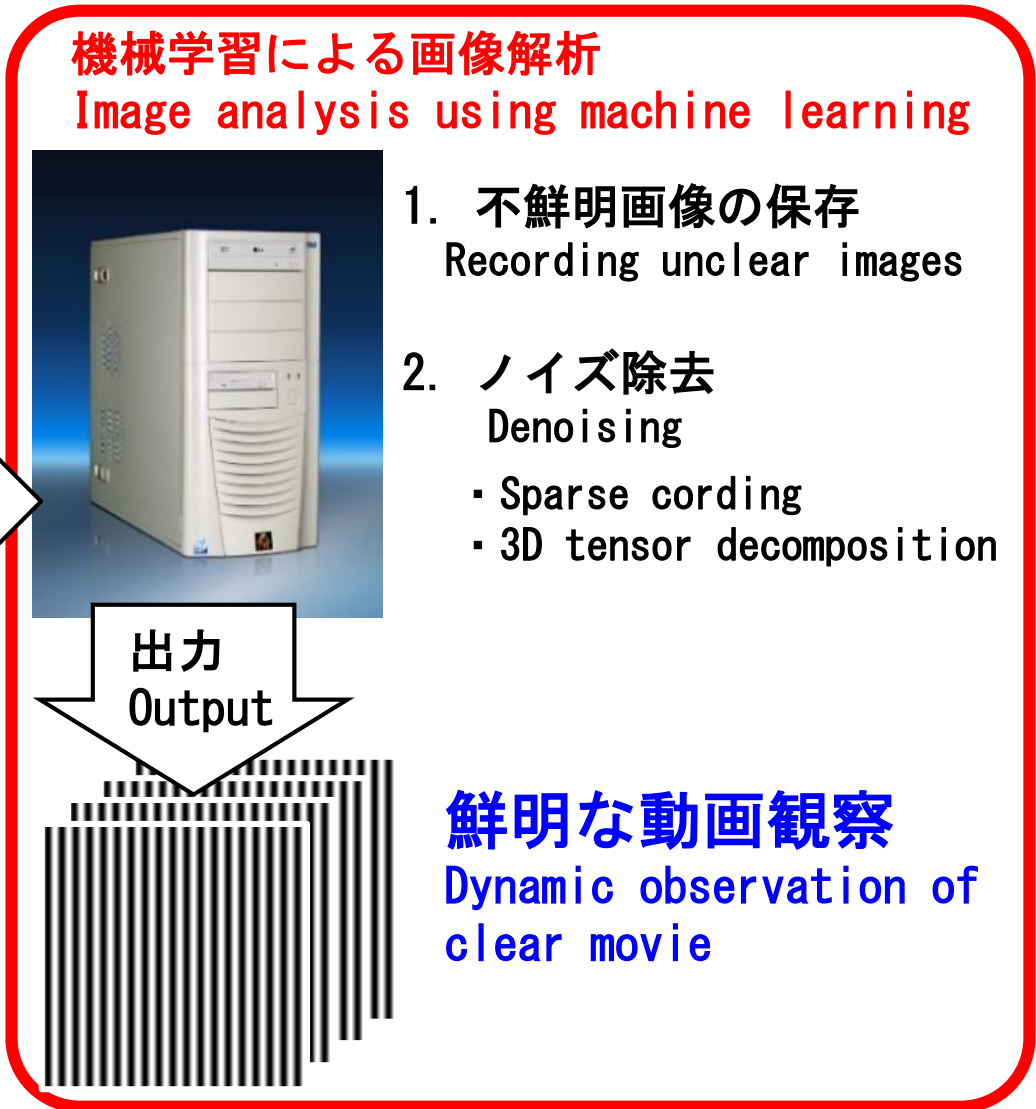 機械学習による画像解析
Image analysis using machine learning
1. 不鮮明画像の保存
Recording unclear images
2. ノイズ除去
Denoising
・Sparse cording
・3D tensor decomposition
出力
Output
鮮明な動画観察
Dynamic observation of
clear movie